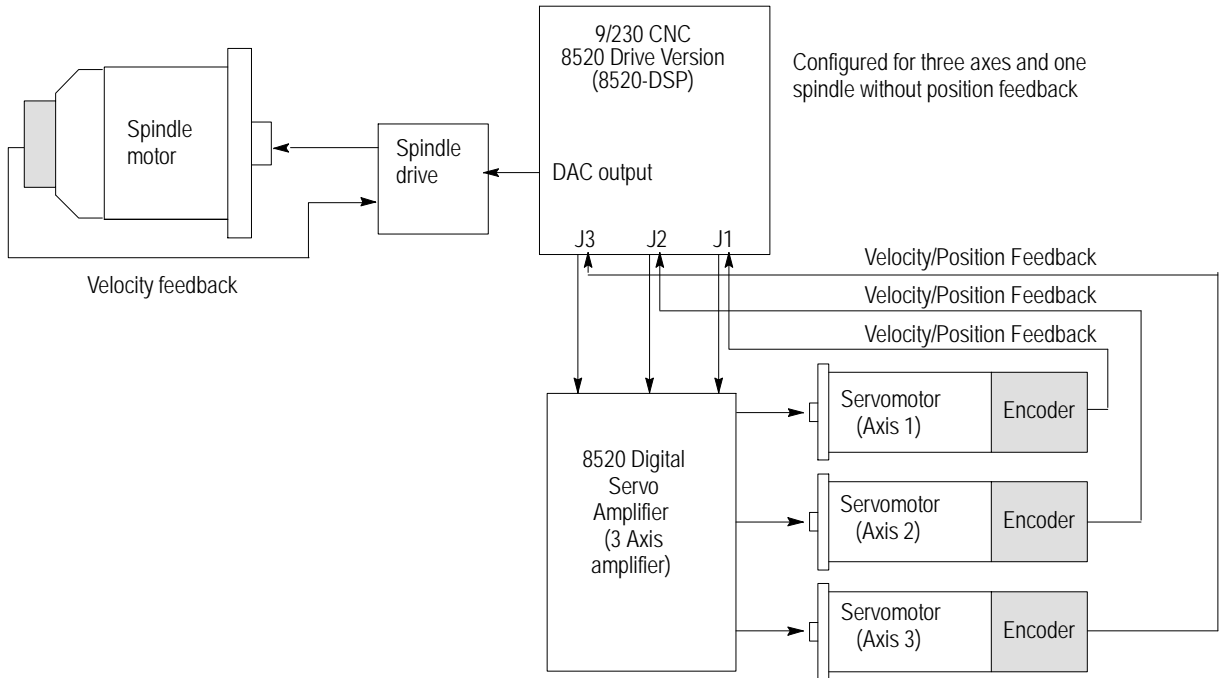 9/230 CNC
8520 Drive Version
(8520-DSP)
Configured for three axes and one
spindle without position feedback
Spindle
motor
Spindle
drive
DAC output
J3
J2
J1
Velocity feedback
Velocity/Position Feedback
Velocity/Position Feedback
Velocity/Position Feedback
8520 Digital
Servo
Amplifier
(3 Axis
amplifier)
Servomotor
(Axis 1)
Encoder
Servomotor
(Axis 2)
Encoder
Servomotor
(Axis 3)
Encoder